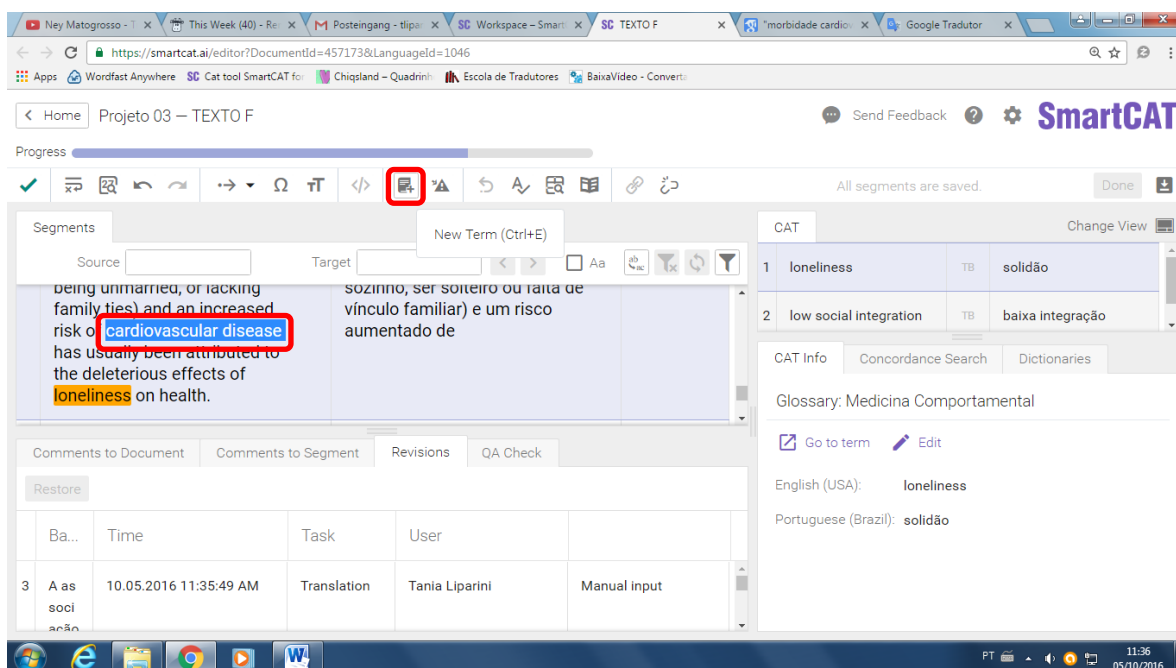 Ney Matogrosso - T
This Week (40) - Re
Posteingang - tlipar
SC Workspace – Smart
SC TEXTO F
"morbidade cardiov
Google Tradutor
https://smartcat.ai/editor?DocumentId=457173&LanguageId=1046
Apps
Wordfast Anywhere
SC Cat tool SmartCAT for
Chiqsland – Quadrinh
Escola de Tradutores
BaixaVideo - Converta
Home
Projeto 03 — TEXTO F
Send Feedback
SmartCAT
Progress
All segments are saved.
Done
New Term (Ctrl+E)
Segments
Source
Target
Aa
being unmarried, or lacking
family ties) and an increased
risk of cardiovascular disease
has usually been attributed to
the deleterious effects of
loneliness on health.
sozinho, ser solteiro ou falta de
vínculo familiar) e um risco
aumentado de
CAT
Change View
1 loneliness TB solidão
2 low social integration TB baixa integração
CAT Info
Concordance Search
Dictionaries
Glossary: Medicina Comportamental
Go to term
Edit
English (USA): loneliness
Portuguese (Brazil): solidão
Comments to Document
Comments to Segment
Revisions
QA Check
Restore
Ba... Time Task User
3 A as 10.05.2016 11:35:49 AM Translation Tania Liparini Manual input
soci
ação
PT
11:36
05/10/2016